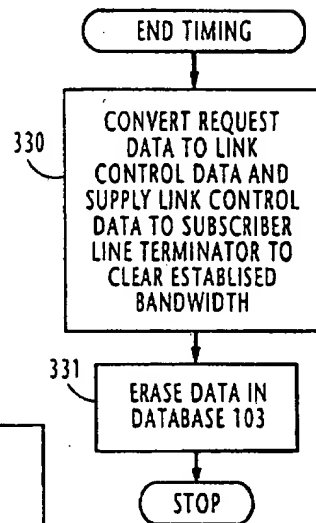 END TIMING
330
CONVERT REQUEST
DATA TO LINK
CONTROL DATA AND
SUPPLY LINK CONTROL
DATA TO SUBSCRIBER
LINE TERMINATOR TO
CLEAR ESTABLISED
BANDWIDTH
331
ERASE DATA IN
DATABASE 103
STOP